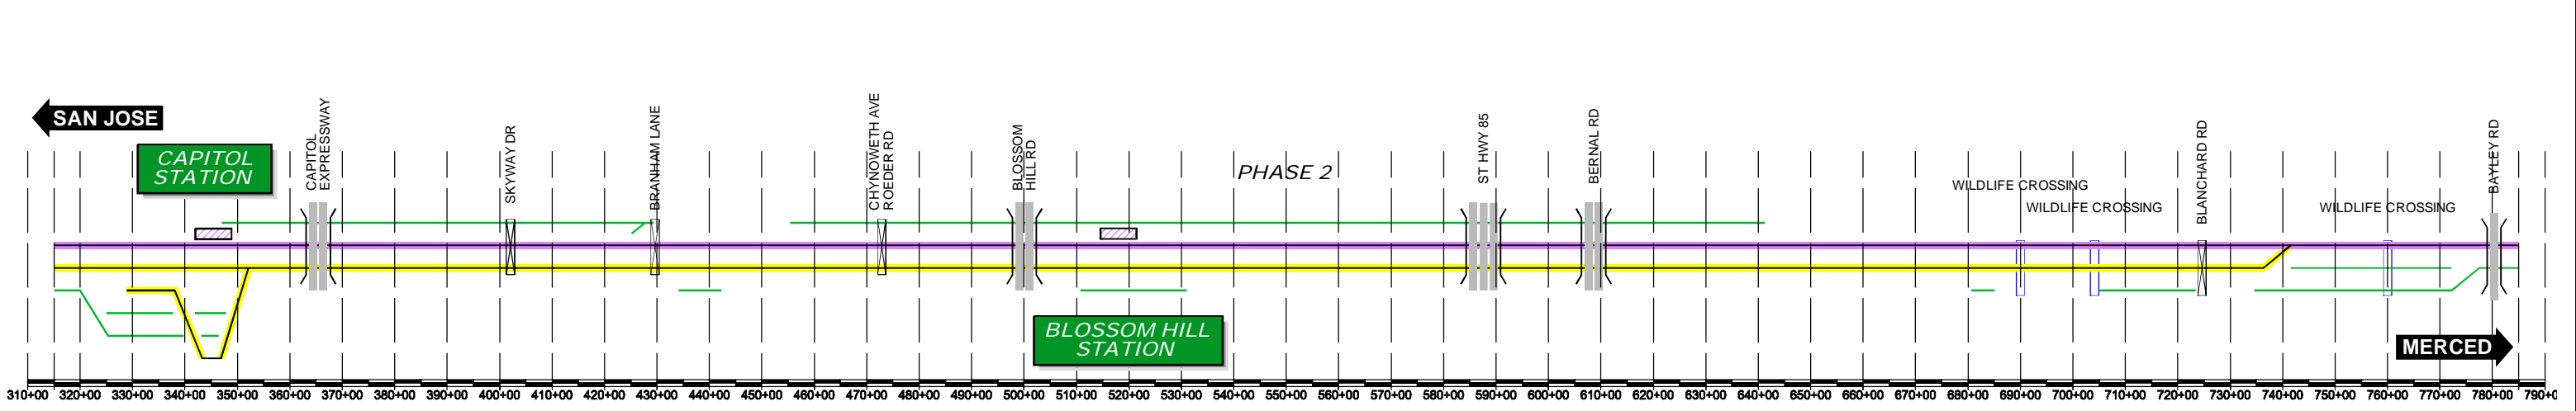 SAN JOSE
CAPITOL
STATION
CAPITOL
EXPRESSWAY
SKYWAY DR
BRANHAM LANE
CHYNOWETH AVE
ROEDER RD
BLOSSOM
HILL RD
PHASE 2
ST HWY 85
BERNAL RD
WILDLIFE CROSSING
WILDLIFE CROSSING
BLANCHARD RD
WILDLIFE CROSSING
BAYLEY RD
BLOSSOM HILL
STATION
MERCED
310+00 320+00 330+00 340+00 350+00 360+00 370+00 380+00 390+00 400+00 410+00 420+00 430+00 440+00 450+00 460+00 470+00 480+00 490+00 500+00 510+00 520+00 530+00 540+00 550+00 560+00 570+00 580+00 590+00 600+00 610+00 620+00 630+00 640+00 650+00 660+00 670+00 680+00 690+00 700+00 710+00 720+00 730+00 740+00 750+00 760+00 770+00 780+00 790+0